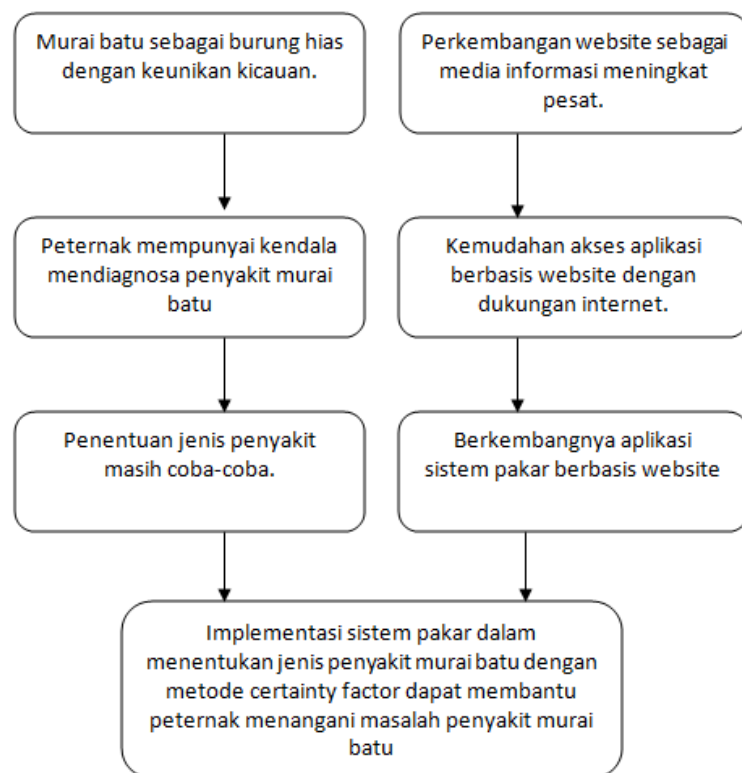 Murai batu sebagai burung hias
dengan keunikan kicauan.
Perkembangan website sebagai
media informasi meningkat
pesat.
Peternak mempunyai kendala
mendiagnosa penyakit murai
batu
Kemudahan akses aplikasi
berbasis website dengan
dukungan internet.
Penentuan jenis penyakit
masih coba-coba.
Berkembangnya aplikasi
sistem pakar berbasis website
Implementasi sistem pakar dalam
menentukan jenis penyakit murai batu dengan
metode certainty factor dapat membantu
peternak menangani masalah penyakit murai
batu